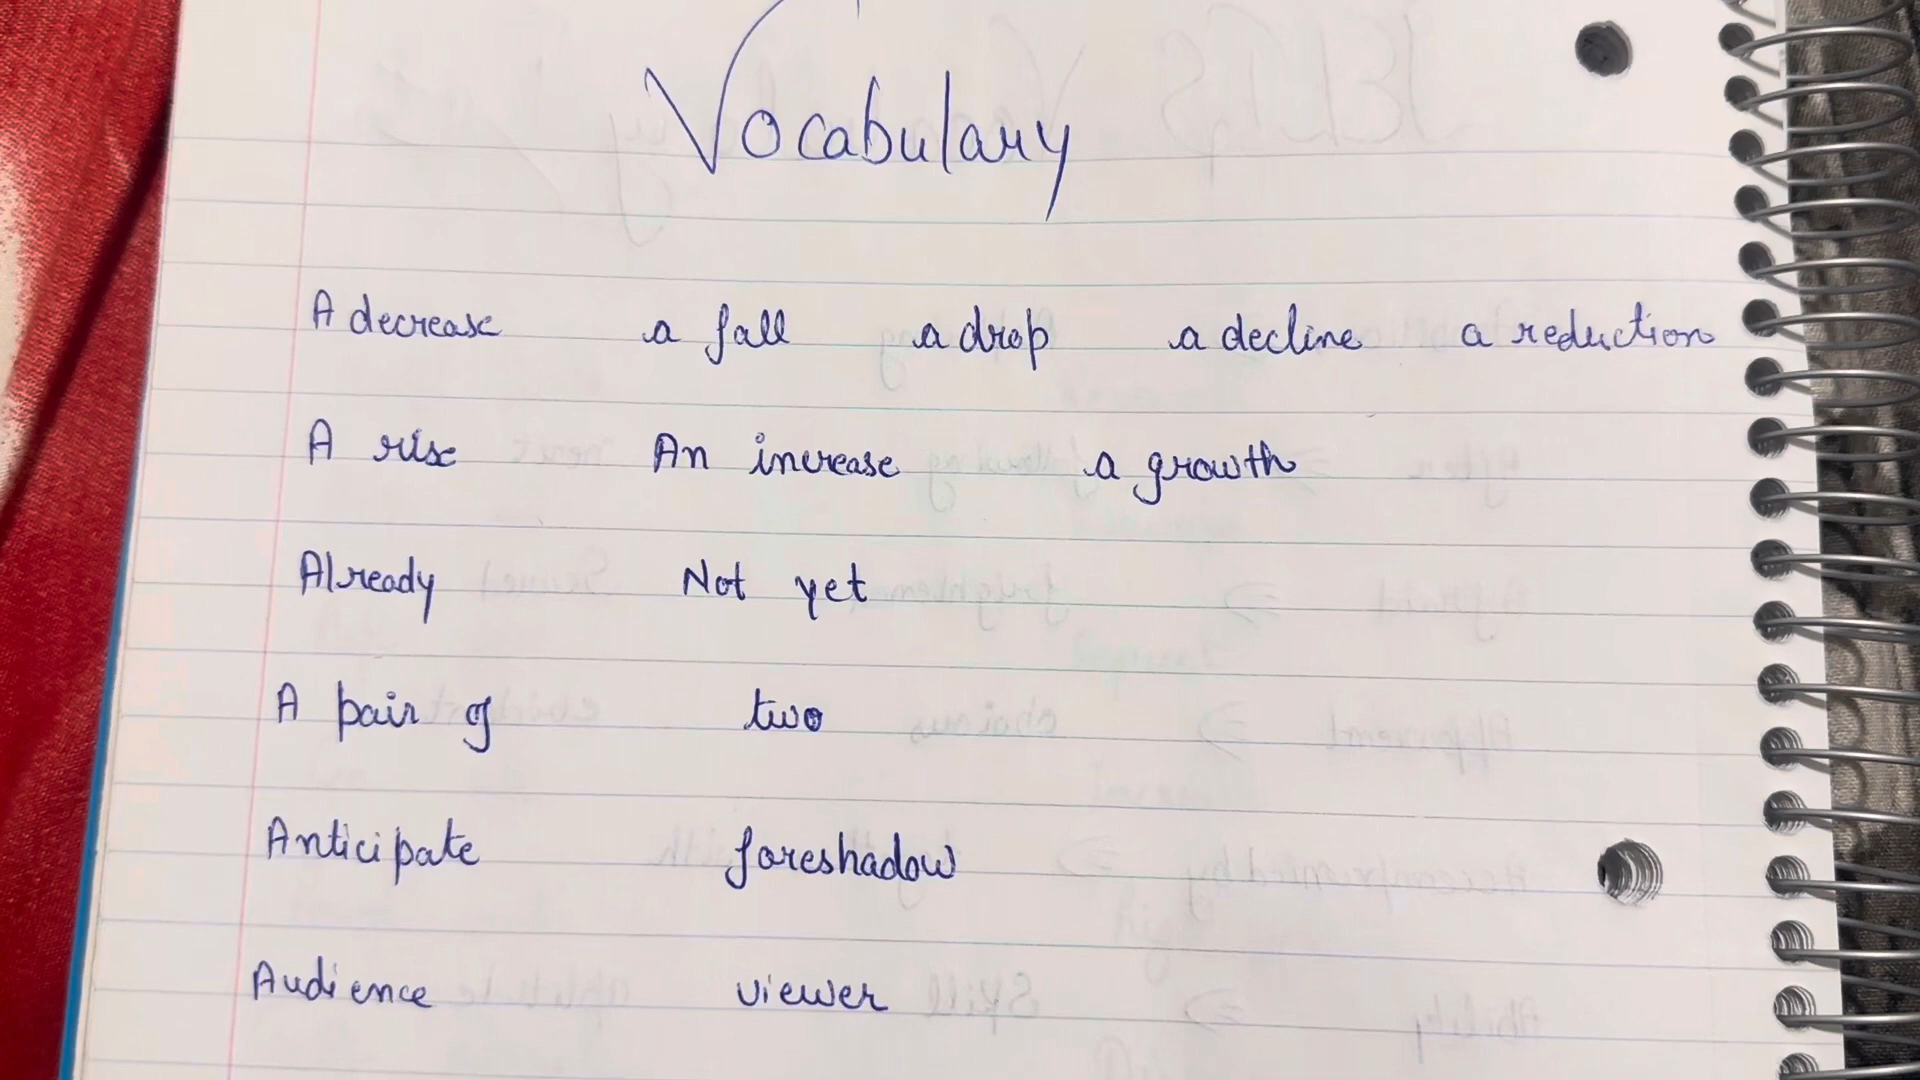 Vocabulary
A decrease a fall a drop a decline a reduction
A rise An increase a growth
Already Not yet
A pair of two
Anticipate foreshadow
Audience viewer